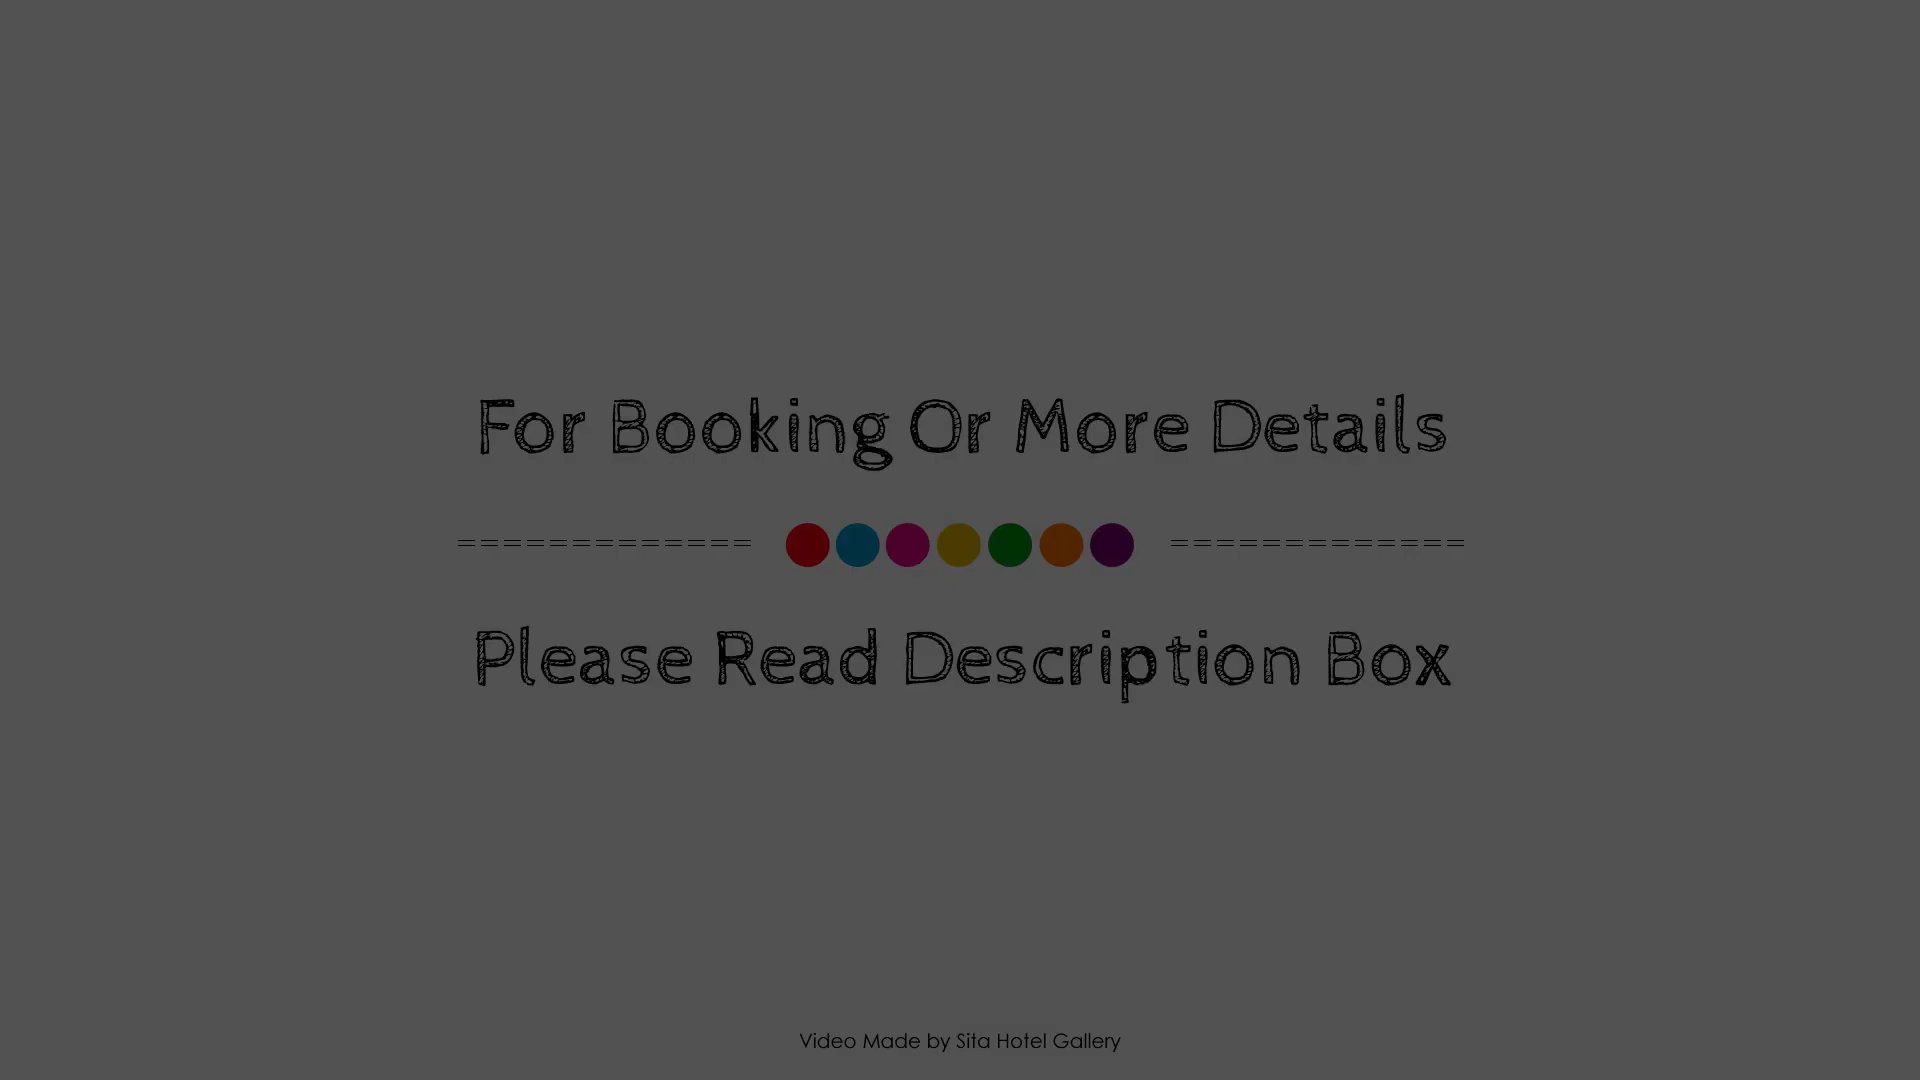 For Booking Or More Details
============= =============
Please Read Description Box
Video Made by Sita Hotel Gallery